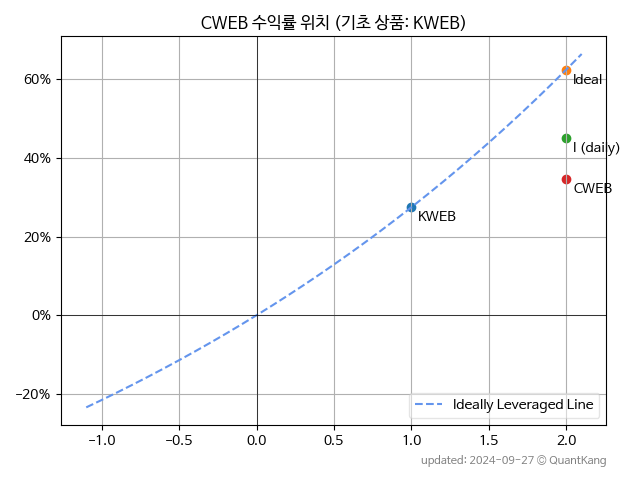 CWEB 수익률 위치 (기초 상품: KWEB)
60%
40%
20%
0%
−20%
Ideal
I (daily)
CWEB
KWEB
Ideally Leveraged Line
−1.0 −0.5 0.0 0.5 1.0 1.5 2.0
updated: 2024-09-27 © QuantKang